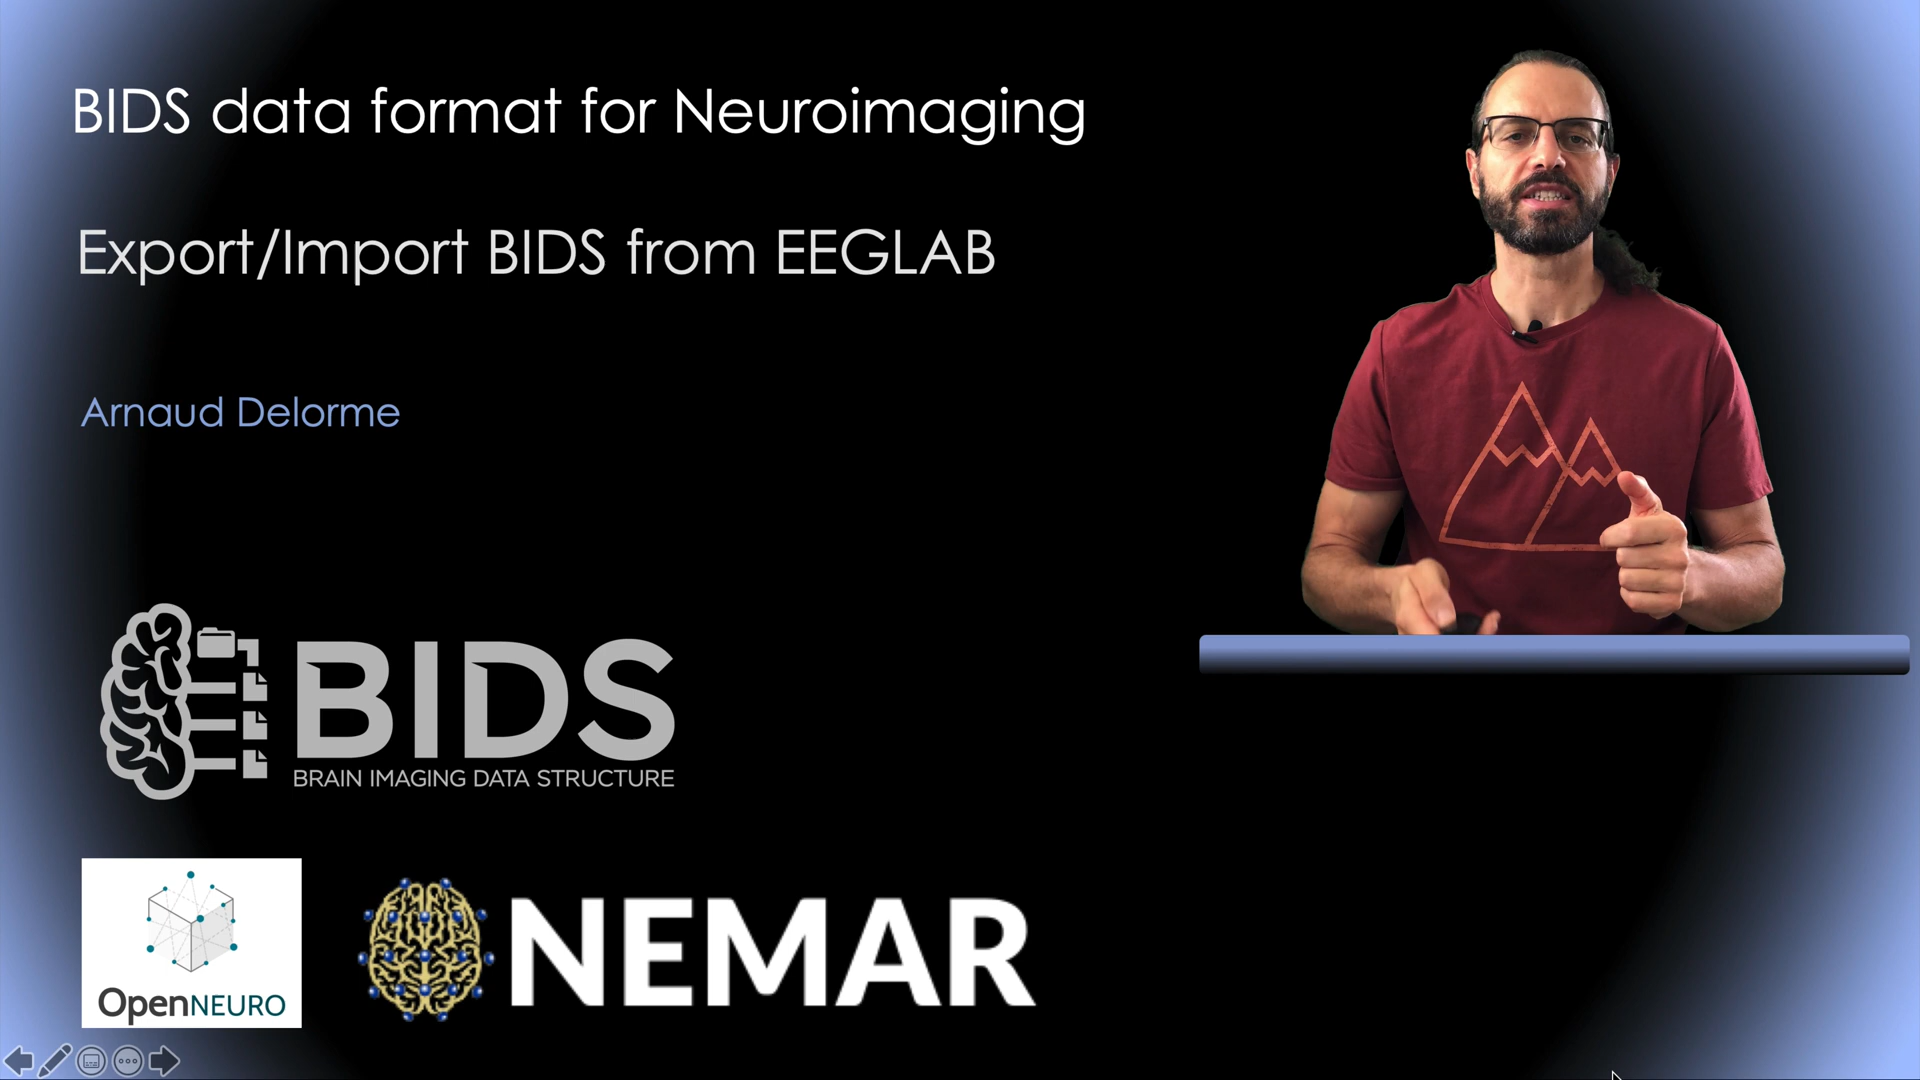 BIDS data format for Neuroimaging
Export/Import BIDS from EEGLAB
Arnaud Delorme
BIDS
BRAIN IMAGING DATA STRUCTURE
OpenNEURO
NEMAR